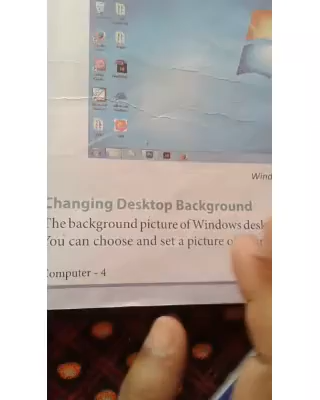 Wind
Changing Desktop Background
The background picture of Windows desk
You can choose and set a picture o
Computer – 4